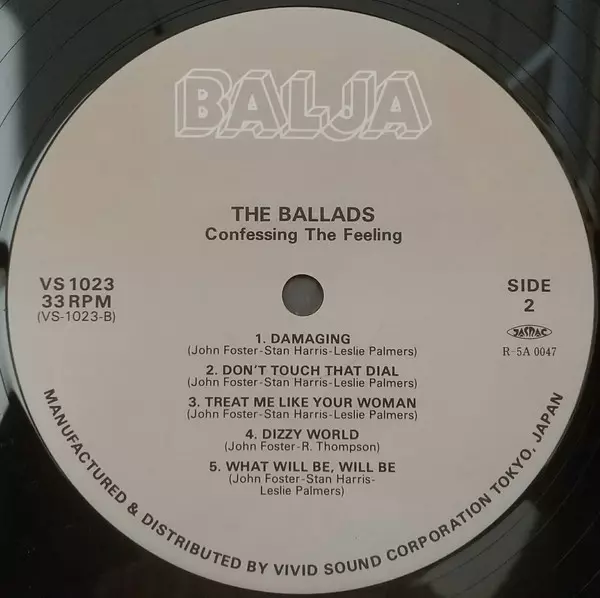 BALJA
THE BALLADS
Confessing The Feeling
VS 1023
33 RPM
(VS-1023-B)
SIDE
2
JASRAC
R-5A 0047
1. DAMAGING
(John Foster-Stan Harris-Leslie Palmers)
2. DON'T TOUCH THAT DIAL
(John Foster-Stan Harris-Leslie Palmers)
3. TREAT ME LIKE YOUR WOMAN
(John Foster-Stan Harris-Leslie Palmers)
4. DIZZY WORLD
(John Foster-R. Thompson)
5. WHAT WILL BE, WILL BE
(John Foster-Stan Harris-
Leslie Palmers)
MANUFACTURED & DISTRIBUTED BY VIVID SOUND CORPORATION TOKYO, JAPAN